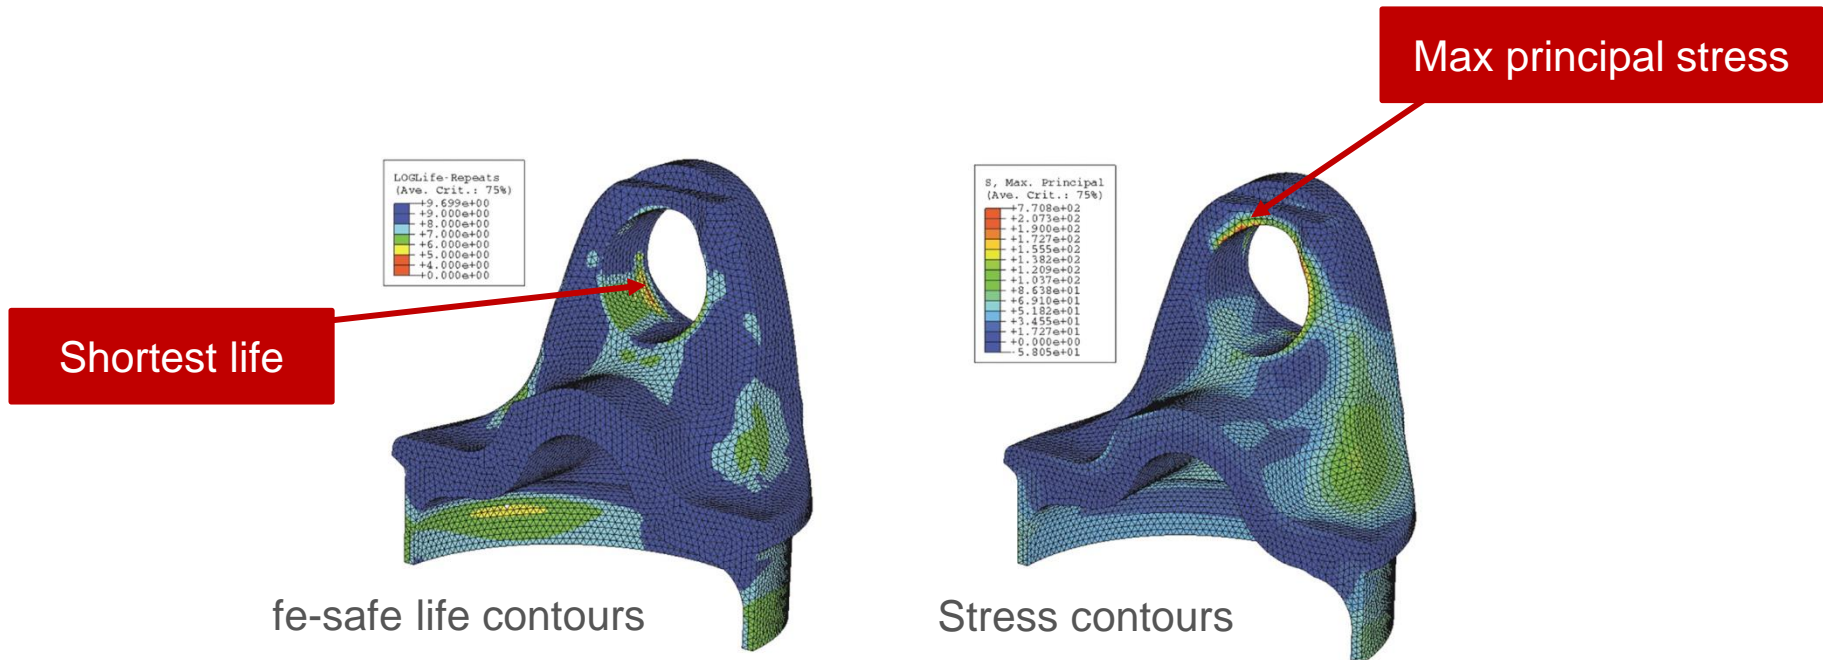 Max principal stress
LOGLife-Repeats
(Ave. Crit.: 75%)
+9.699e+00
+9.000e+00
+8.000e+00
+7.000e+00
+6.000e+00
+5.000e+00
+4.000e+00
+0.000e+00
S, Max. Principal
(Ave. Crit.: 75%)
+7.708e+02
+2.073e+02
+1.900e+02
+1.727e+02
+1.555e+02
+1.382e+02
+1.209e+02
+1.037e+02
+8.638e+01
+6.910e+01
+5.182e+01
+3.455e+01
+1.727e+01
+0.000e+00
-5.805e+01
Shortest life
fe-safe life contours
Stress contours